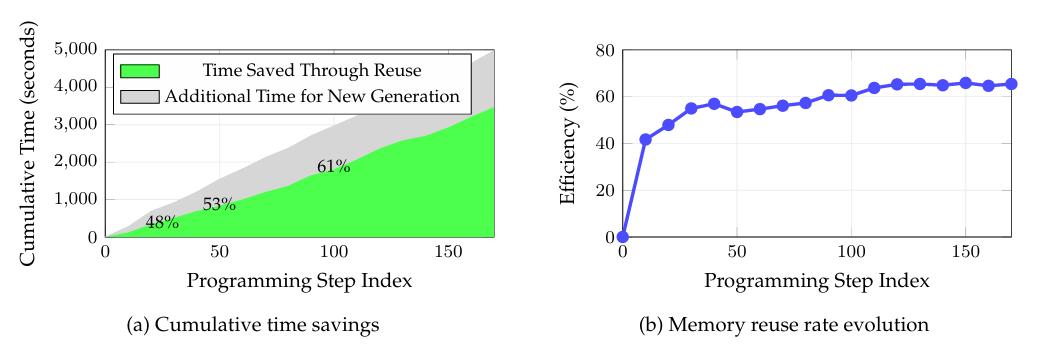 Cumulative Time (seconds)
5,000
4,000
3,000
2,000
1,000
0
Time Saved Through Reuse
Additional Time for New Generation
48%
53%
61%
0
50
100
150
Programming Step Index
(a) Cumulative time savings
Efficiency (%)
80
60
40
20
0
0
50
100
150
Programming Step Index
(b) Memory reuse rate evolution